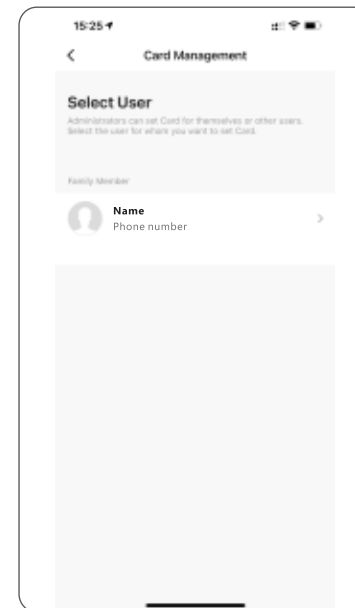 15:25
Card Management
Select User
Administrators can set Card for themselves or other users.
Select the user for whom you want to set Card.
Family Member
Name
Phone number